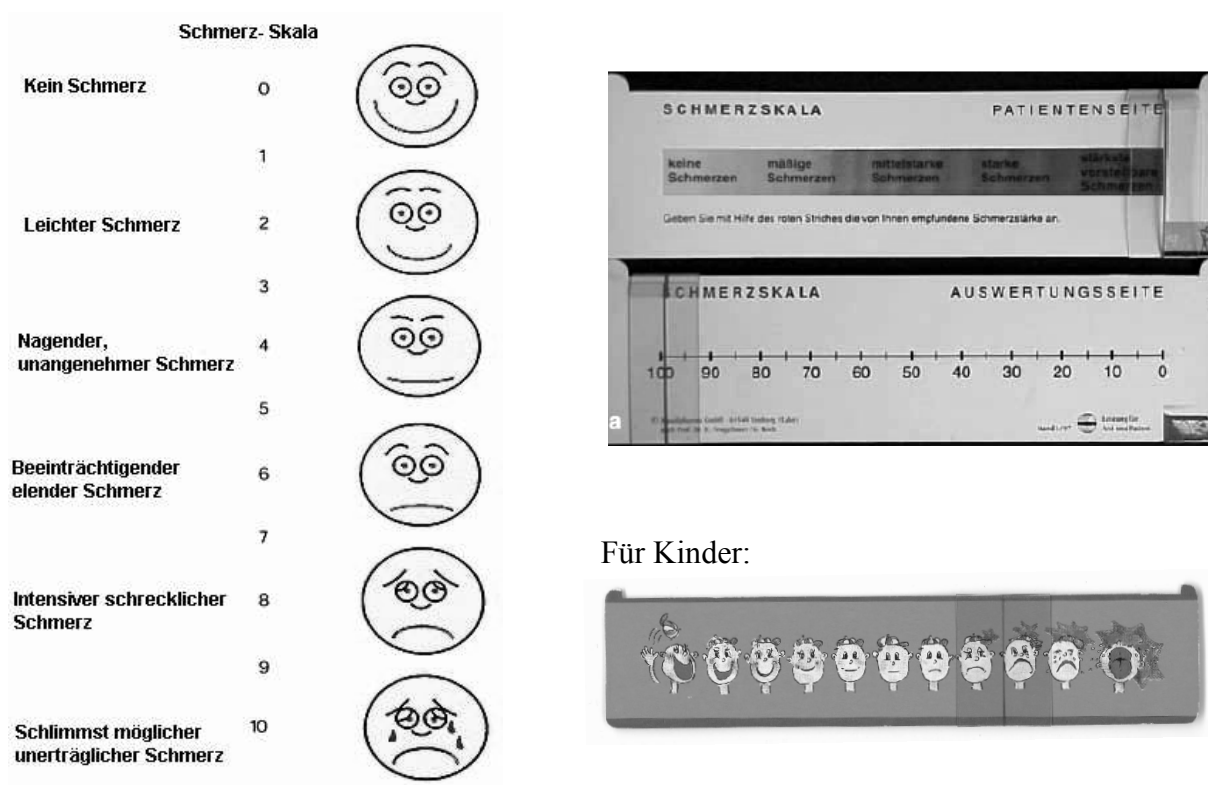 Schmerz- Skala
Kein Schmerz 0
1
Leichter Schmerz 2
3
Nagender,
unangenehmer Schmerz 4
5
Beeinträchtigender
elender Schmerz 6
7
Intensiver schrecklicher
Schmerz 8
9
Schlimmst möglicher
unerträglicher Schmerz 10
SCHMERZSKALA PATIENTENSEITE
keine
Schmerzen
mäßige
Schmerzen
mittelstarke
Schmerzen
starke
Schmerzen
stärkste
vorstellbare
Schmerzen
Geben Sie mit Hilfe des roten Striches die von Ihnen empfundene Schmerzstärke an.
SCHMERZSKALA AUSWERTUNGSSEITE
100 90 80 70 60 50 40 30 20 10 0
a
Für Kinder: